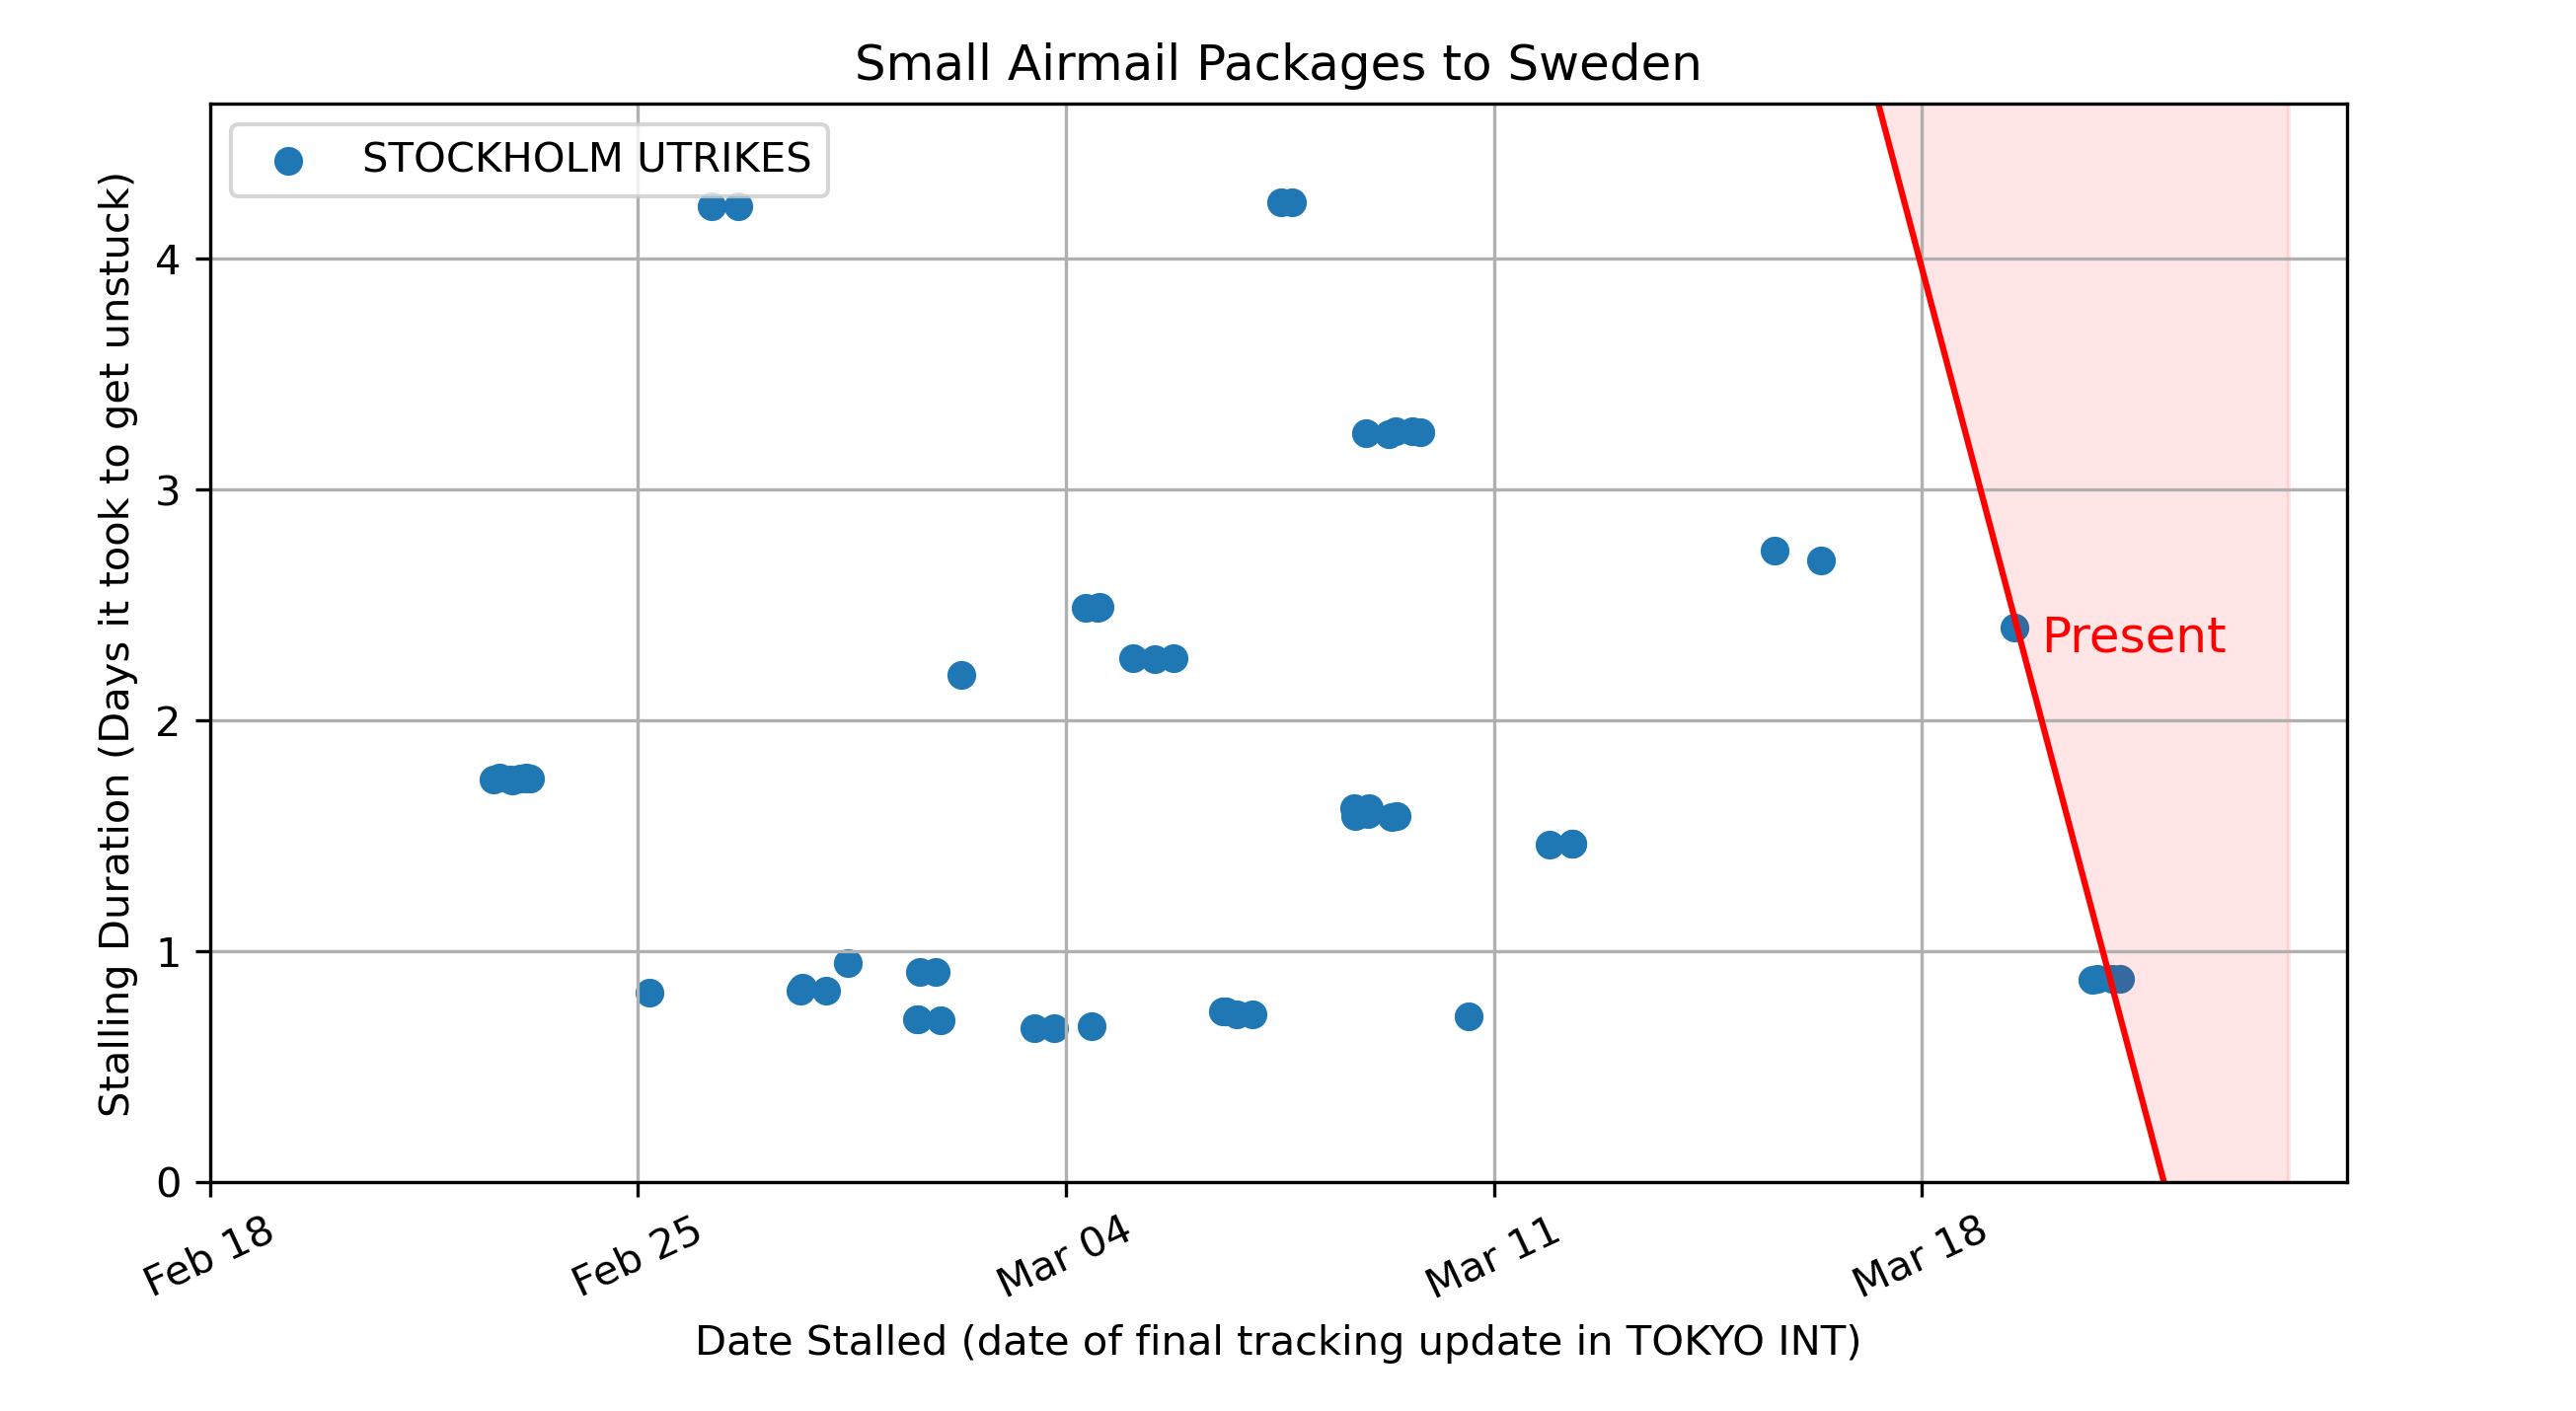 Small Airmail Packages to Sweden
STOCKHOLM UTRIKES
Stalling Duration (Days it took to get unstuck)
4
3
2
1
0
Present
Feb 18
Feb 25
Mar 04
Mar 11
Mar 18
Date Stalled (date of final tracking update in TOKYO INT)